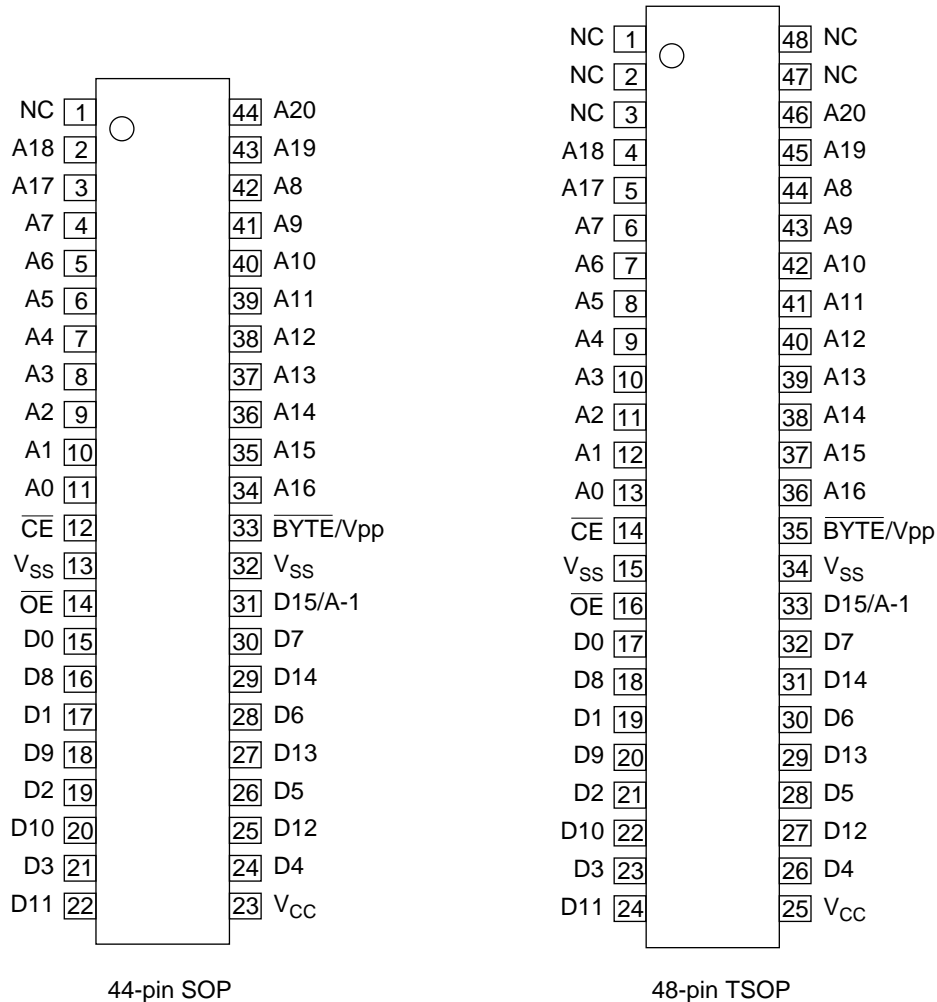 NC 1 44 A20
A18 2 43 A19
A17 3 42 A8
A7 4 41 A9
A6 5 40 A10
A5 6 39 A11
A4 7 38 A12
A3 8 37 A13
A2 9 36 A14
A1 10 35 A15
A0 11 34 A16
CE 12 33 BYTE/Vpp
VSS 13 32 VSS
OE 14 31 D15/A-1
D0 15 30 D7
D8 16 29 D14
D1 17 28 D6
D9 18 27 D13
D2 19 26 D5
D10 20 25 D12
D3 21 24 D4
D11 22 23 VCC
44-pin SOP
NC 1 48 NC
NC 2 47 NC
NC 3 46 A20
A18 4 45 A19
A17 5 44 A8
A7 6 43 A9
A6 7 42 A10
A5 8 41 A11
A4 9 40 A12
A3 10 39 A13
A2 11 38 A14
A1 12 37 A15
A0 13 36 A16
CE 14 35 BYTE/Vpp
VSS 15 34 VSS
OE 16 33 D15/A-1
D0 17 32 D7
D8 18 31 D14
D1 19 30 D6
D9 20 29 D13
D2 21 28 D5
D10 22 27 D12
D3 23 26 D4
D11 24 25 VCC
48-pin TSOP